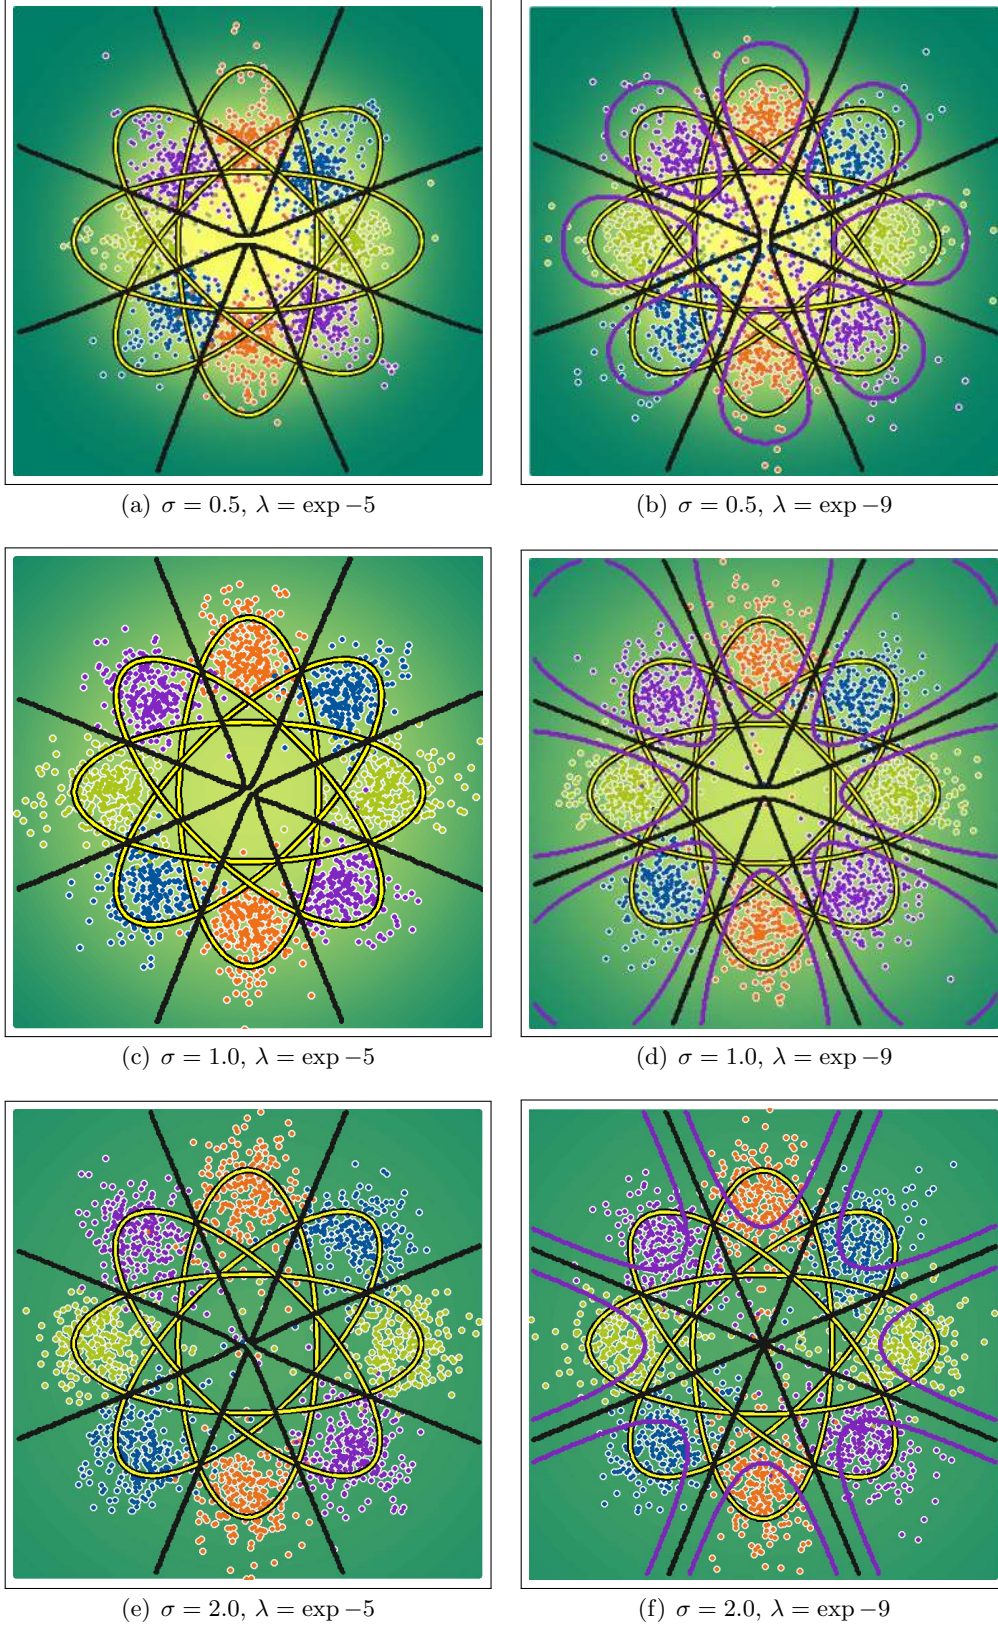 (a) σ = 0.5, λ = exp −5
(b) σ = 0.5, λ = exp −9
(c) σ = 1.0, λ = exp −5
(d) σ = 1.0, λ = exp −9
(e) σ = 2.0, λ = exp −5
(f) σ = 2.0, λ = exp −9